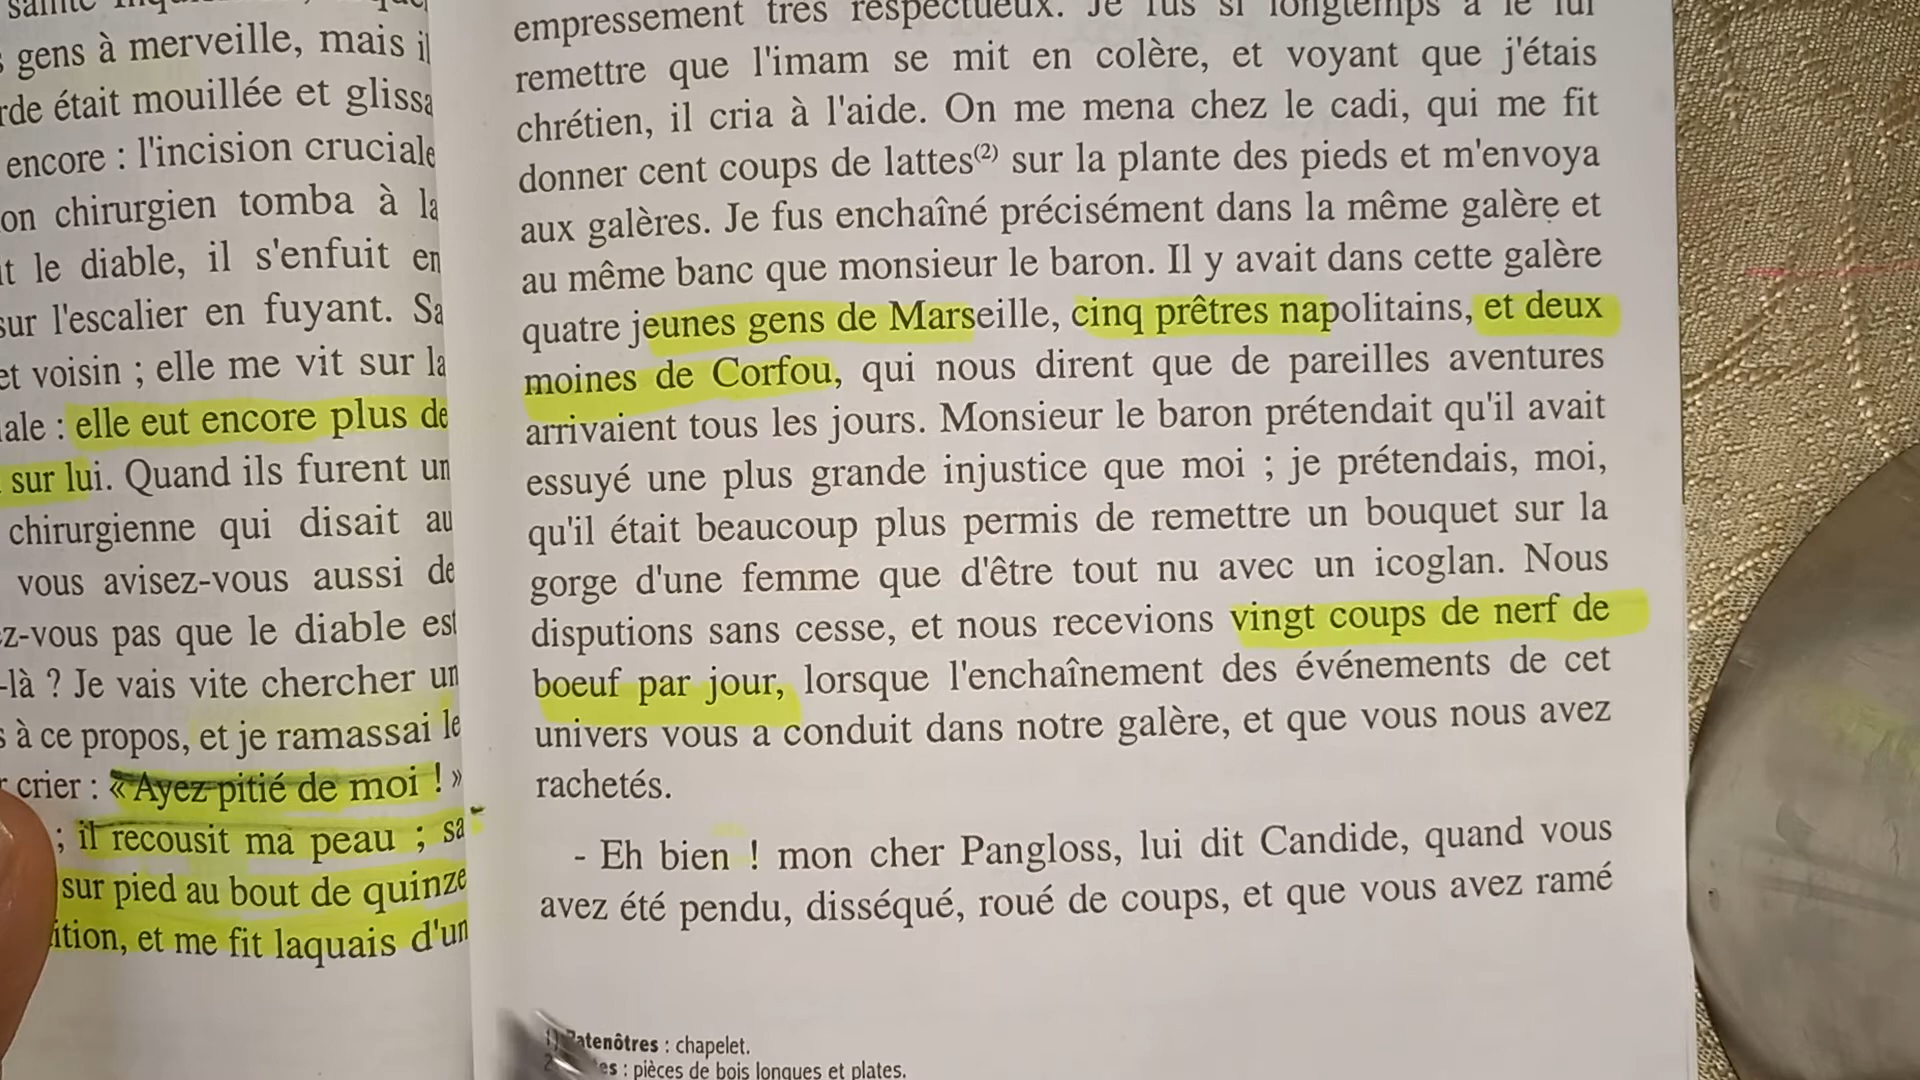 gens à merveille, mais il
était mouillée et glissa
encore : l'incision cruciale
chirurgien tomba à la
le diable, il s'enfuit en
sur l'escalier en fuyant. Sa
voisin ; elle me vit sur la
elle eut encore plus de
sur lui. Quand ils furent un
chirurgienne qui disait au
vous avisez-vous aussi de
-vous pas que le diable est
-là ? Je vais vite chercher un
à ce propos, et je ramassai le
crier : « Ayez pitié de moi ! »
; il recousit ma peau ; sa
sur pied au bout de quinze
et me fit laquais d'un
empressement très respectueux. Je fus si longtemps à le lui
remettre que l'imam se mit en colère, et voyant que j'étais
chrétien, il cria à l'aide. On me mena chez le cadi, qui me fit
donner cent coups de lattes(2) sur la plante des pieds et m'envoya
aux galères. Je fus enchaîné précisément dans la même galère et
au même banc que monsieur le baron. Il y avait dans cette galère
quatre jeunes gens de Marseille, cinq prêtres napolitains, et deux
moines de Corfou, qui nous dirent que de pareilles aventures
arrivaient tous les jours. Monsieur le baron prétendait qu'il avait
essuyé une plus grande injustice que moi ; je prétendais, moi,
qu'il était beaucoup plus permis de remettre un bouquet sur la
gorge d'une femme que d'être tout nu avec un icoglan. Nous
disputions sans cesse, et nous recevions vingt coups de nerf de
boeuf par jour, lorsque l'enchaînement des événements de cet
univers vous a conduit dans notre galère, et que vous nous avez
rachetés.
- Eh bien ! mon cher Pangloss, lui dit Candide, quand vous
avez été pendu, disséqué, roué de coups, et que vous avez ramé
Patenôtres : chapelet.
: pièces de bois longues et plates.